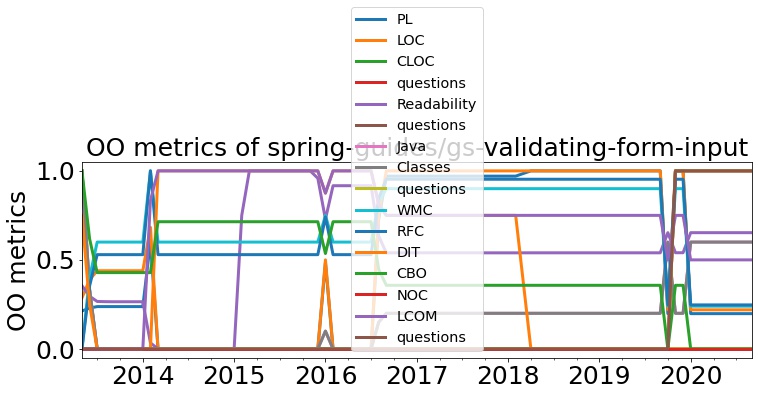 PL
LOC
CLOC
questions
Readability
questions
Java
Classes
questions
WMC
RFC
DIT
CBO
NOC
LCOM
questions
OO metrics of spring-guides/gs-validating-form-input
OO metrics
1.0
0.5
0.0
2014 2015 2016 2017 2018 2019 2020